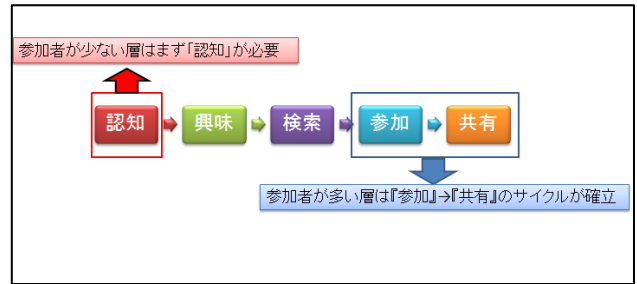 参加者が少ない層はまず「認知」が必要
認知 興味 検索 参加 共有
参加者が多い層は『参加』→『共有』のサイクルが確立